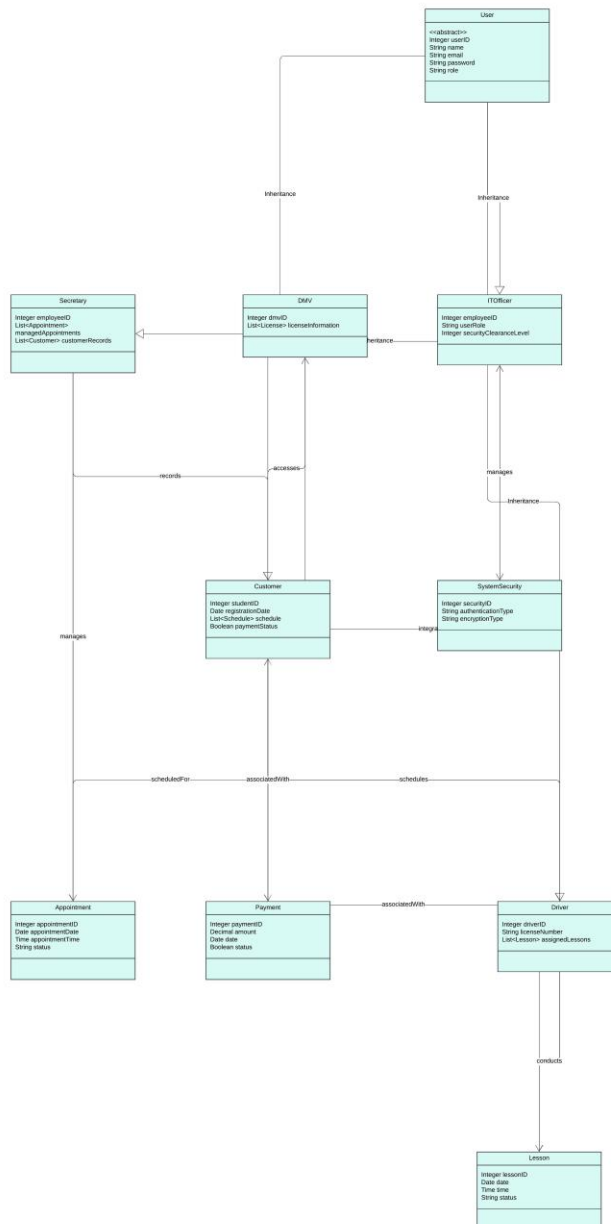 User
<<abstract>>
Integer userID
String name
String email
String password
String role
Inheritance
Inheritance
Secretary
Integer employeeID
List<Appointment>
managedAppointments
List<Customer> customerRecords
DMV
Integer dmvID
List<License> licenseInformation
ITOfficer
Integer employeeID
String userRole
Integer securityClearanceLevel
heritance
records
accesses
manages
Inheritance
Customer
Integer studentID
Date registrationDate
List<Schedule> schedule
Boolean paymentStatus
SystemSecurity
Integer securityID
String authenticationType
String encryptionType
integra
manages
scheduledFor
associatedWith
schedules
Appointment
Integer appointmentID
Date appointmentDate
Time appointmentTime
String status
Payment
Integer paymentID
Decimal amount
Date date
Boolean status
associatedWith
Driver
Integer driverID
String licenseNumber
List<Lesson> assignedLessons
conducts
Lesson
Integer lessonID
Date date
Time time
String status